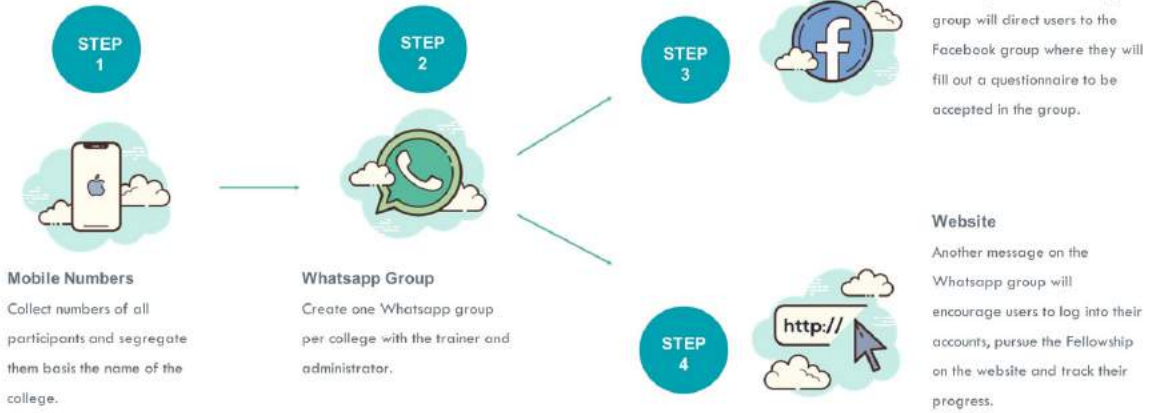 STEP
1
Mobile Numbers
Collect numbers of all
participants and segregate
them basis the name of the
college.
STEP
2
Whatsapp Group
Create one Whatsapp group
per college with the trainer and
administrator.
STEP
3
group will direct users to the
Facebook group where they will
fill out a questionnaire to be
accepted in the group.
STEP
4
http://
Website
Another message on the
Whatsapp group will
encourage users to log into their
accounts, pursue the Fellowship
on the website and track their
progress.